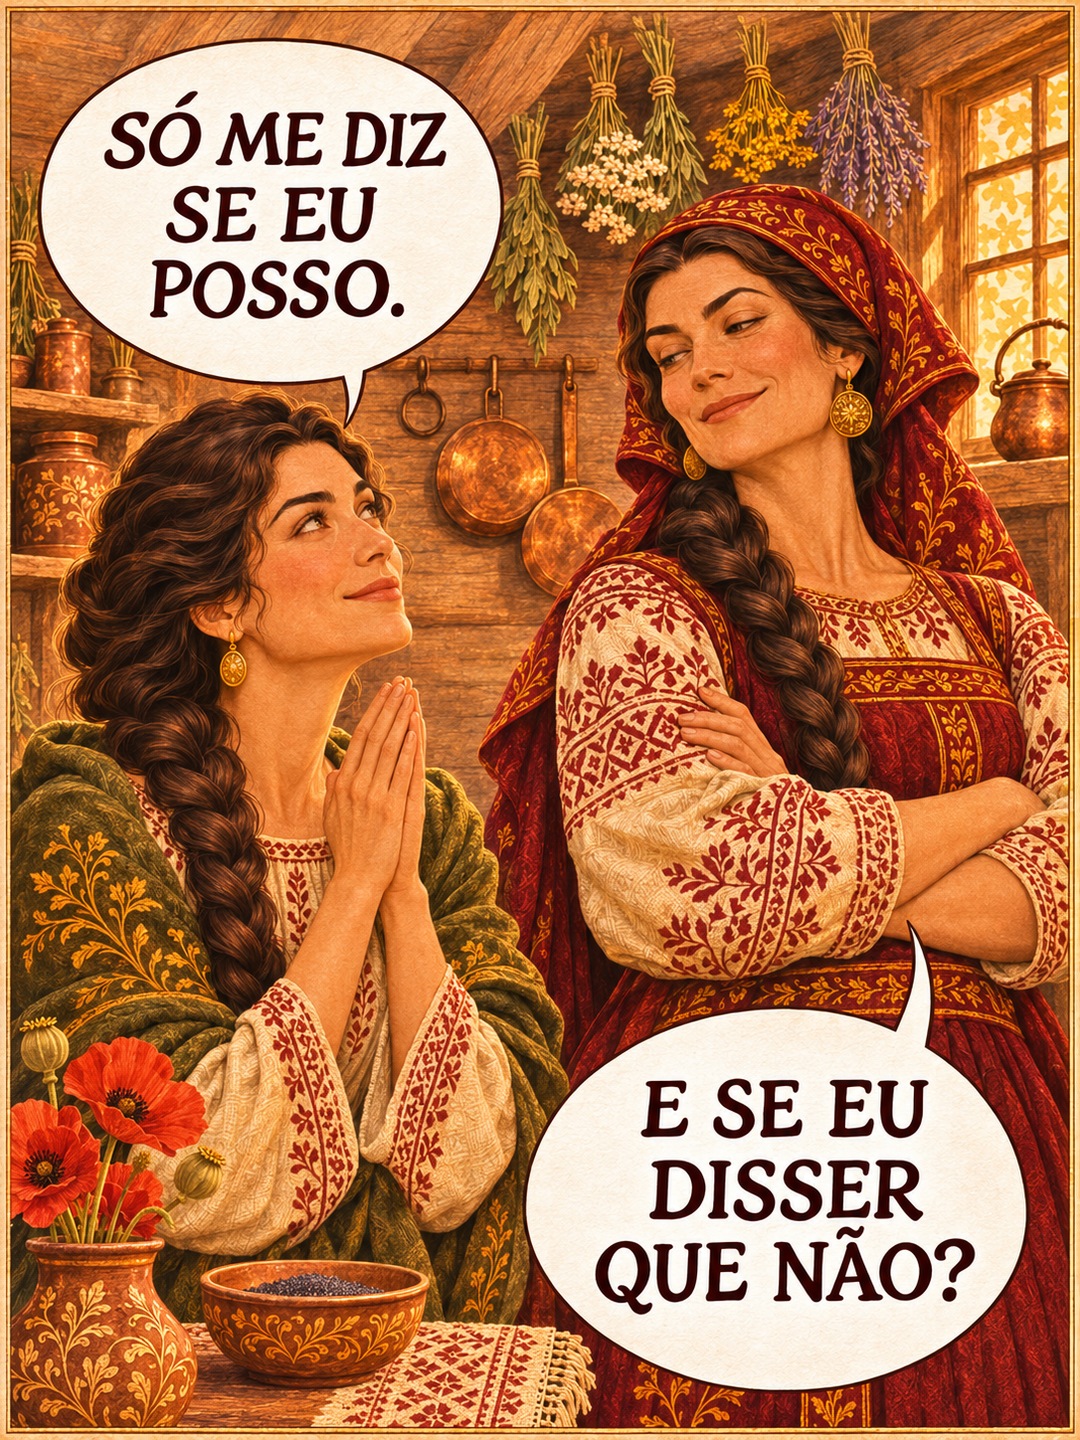 SÓ ME DIZ
SE EU
POSSO.
E SE EU
DISSER
QUE NÃO?